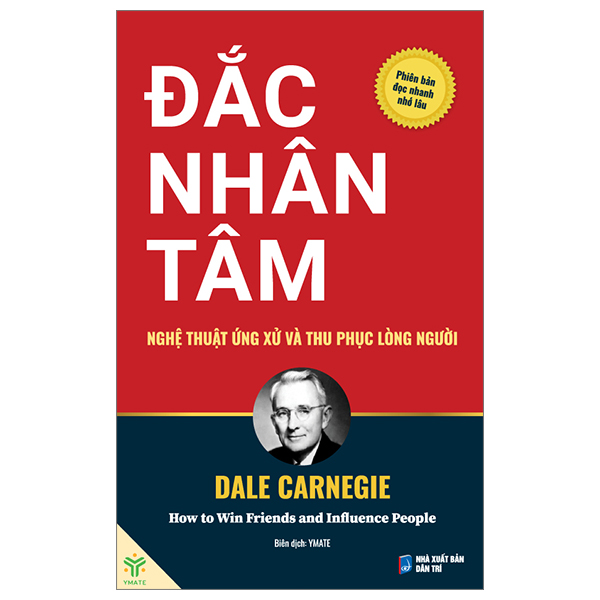 Phiên bản
đọc nhanh
nhớ lâu
ĐẮC
NHÂN
TÂM
NGHỆ THUẬT ỨNG XỬ VÀ THU PHỤC LÒNG NGƯỜI
DALE CARNEGIE
How to Win Friends and Influence People
Biên dịch: YMATE
YMATE
NHÀ XUẤT BẢN
DÂN TRÍ